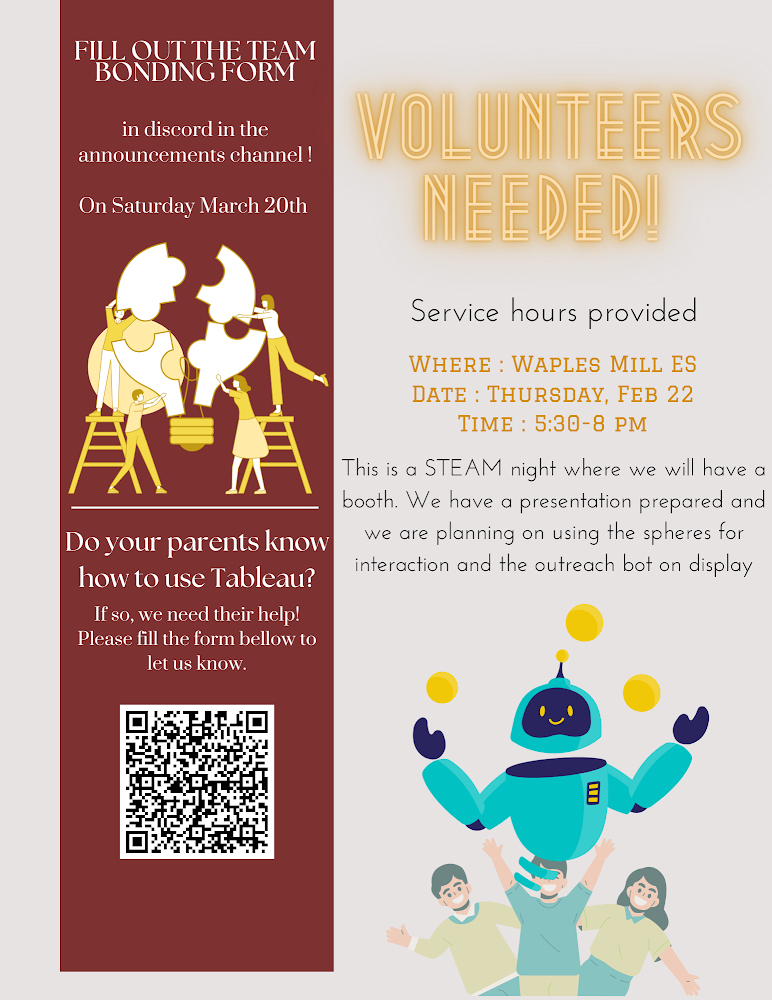 FILL OUT THE TEAM
BONDING FORM
in discord in the
announcements channel !
On Saturday March 20th
Do your parents know
how to use Tableau?
If so, we need their help!
Please fill the form bellow to
let us know.
VOLUNTEERS
NEEDED!
Service hours provided
Where : Waples Mill ES
Date : Thursday, Feb 22
Time : 5:30-8 pm
This is a STEAM night where we will have a
booth. We have a presentation prepared and
we are planning on using the spheres for
interaction and the outreach bot on display